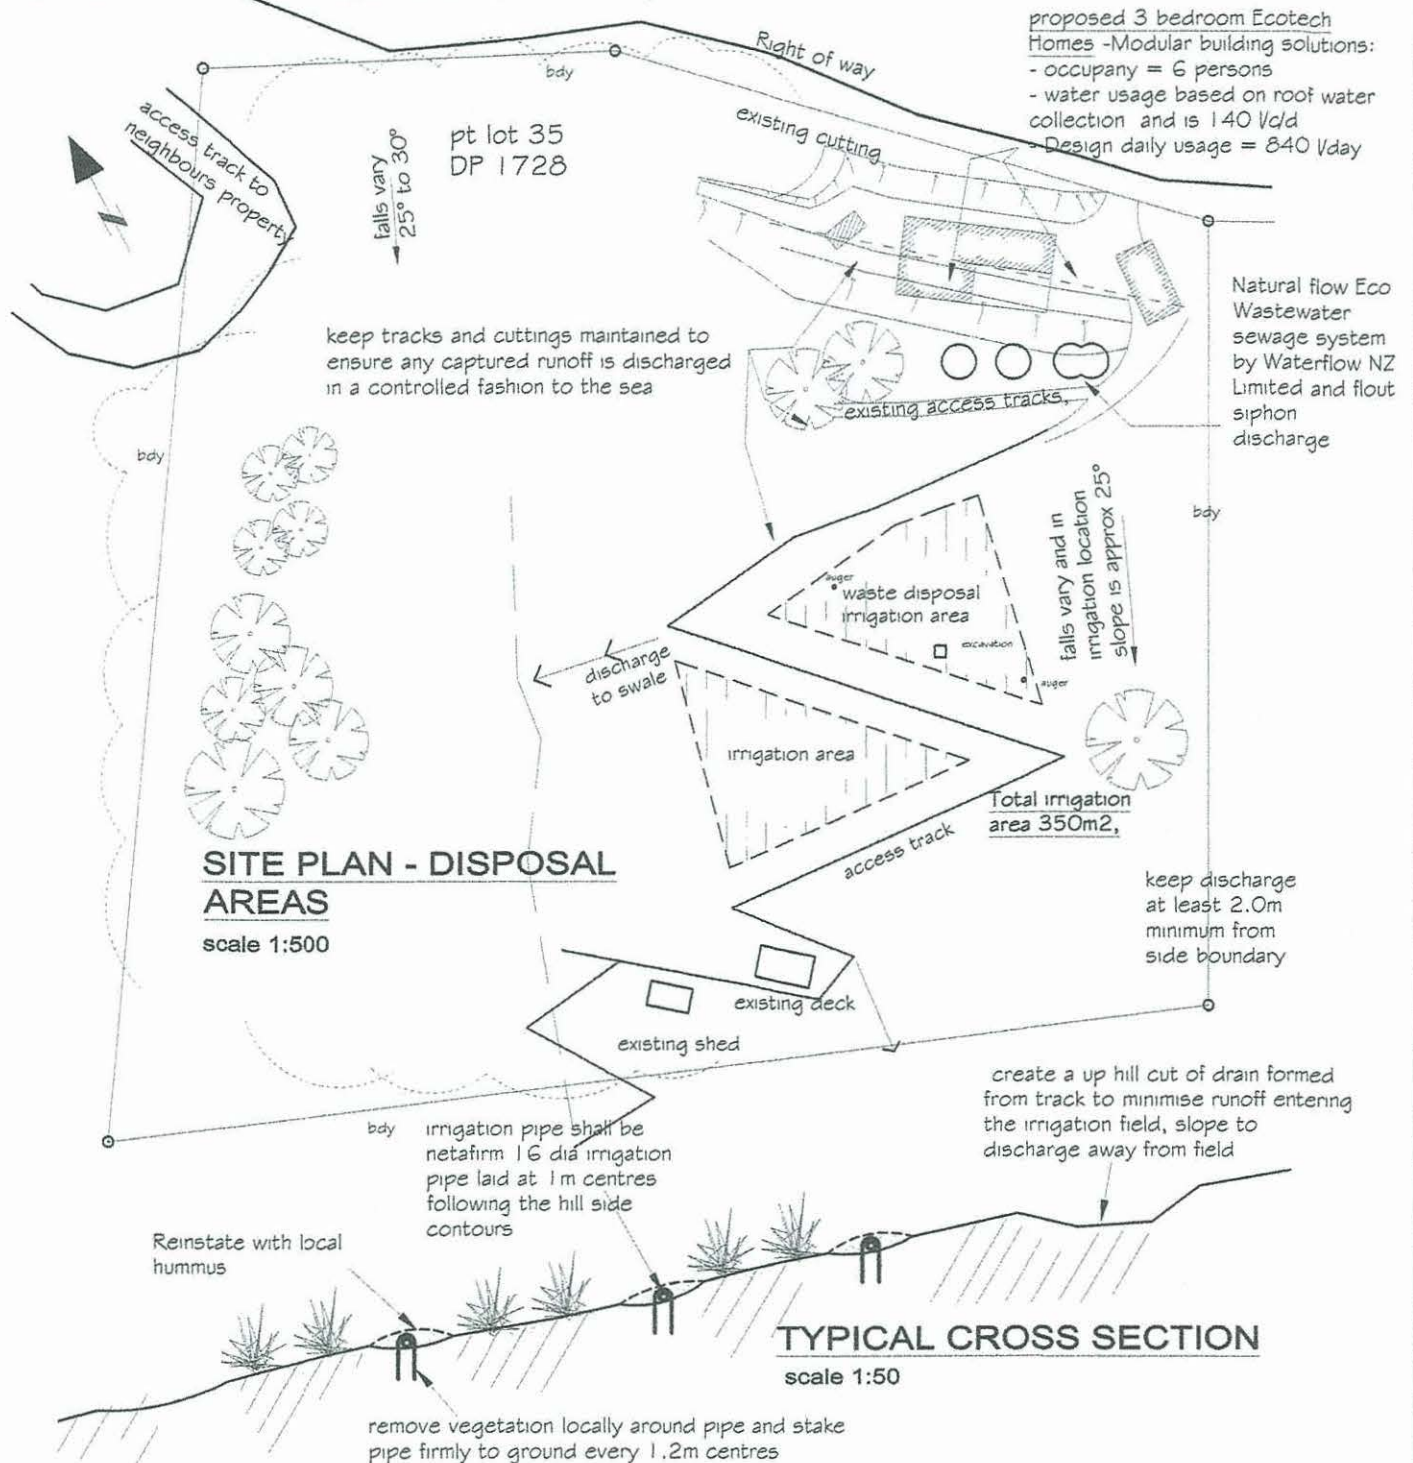 proposed 3 bedroom Ecotech
Homes -Modular building solutions:
- occupany = 6 persons
- water usage based on roof water
collection and is 140 l/c/d
- Design daily usage = 840 l/day
Right of way
bdy
existing cutting
access track to
neighbours property
pt lot 35
DP 1728
falls vary
25° to 30°
N
Natural flow Eco
Wastewater
sewage system
by Waterflow NZ
Limited and flout
siphon
discharge
keep tracks and cuttings maintained to
ensure any captured runoff is discharged
in a controlled fashion to the sea
existing access tracks,
bdy
bdy
falls vary and in
irrigation location
slope is approx 25°
auger
waste disposal
irrigation area
excavation
auger
discharge
to swale
irrigation area
Total irrigation
area 350m2,
access track
SITE PLAN - DISPOSAL
AREAS
scale 1:500
keep discharge
at least 2.0m
minimum from
side boundary
existing deck
existing shed
bdy
irrigation pipe shall be
netafirm 16 dia irrigation
pipe laid at 1m centres
following the hill side
contours
create a up hill cut of drain formed
from track to minimise runoff entering
the irrigation field, slope to
discharge away from field
Reinstate with local
hummus
TYPICAL CROSS SECTION
scale 1:50
remove vegetation locally around pipe and stake
pipe firmly to ground every 1.2m centres